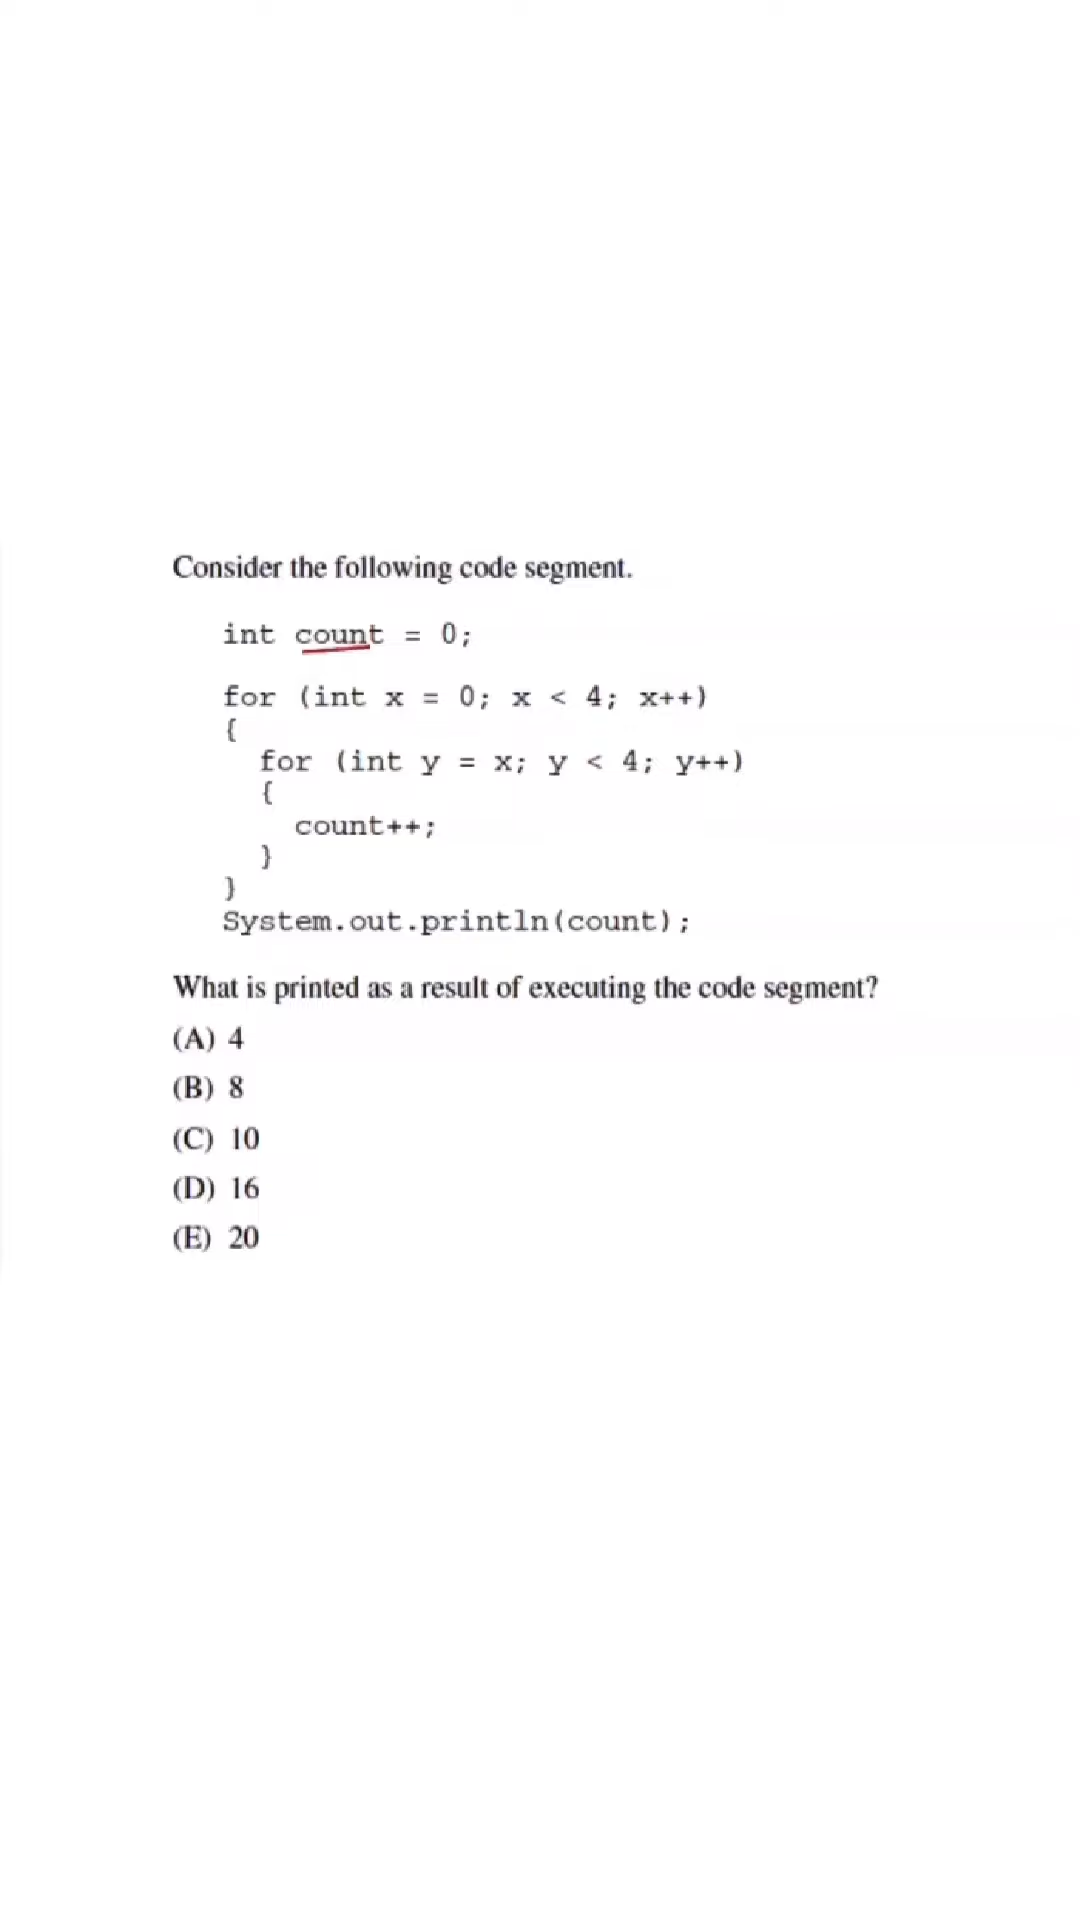 Consider the following code segment.
int count = 0;
for (int x = 0; x < 4; x++)
{
for (int y = x; y < 4; y++)
{
count++;
}
}
System.out.println(count);
What is printed as a result of executing the code segment?
(A) 4
(B) 8
(C) 10
(D) 16
(E) 20